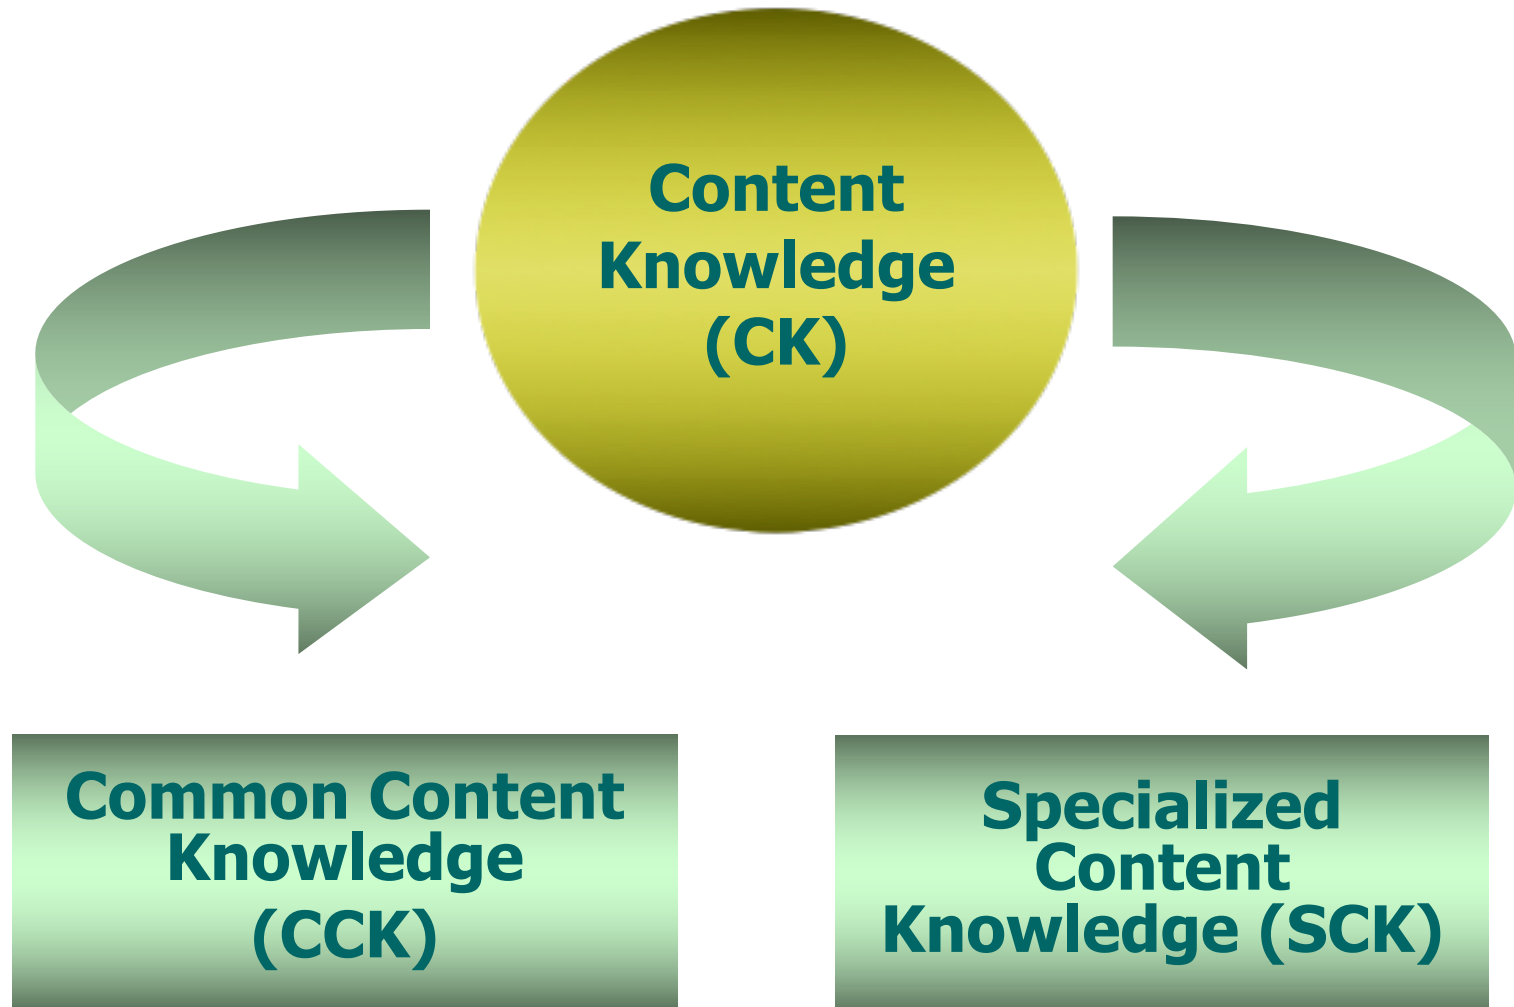 Content
Knowledge
(CK)
Common Content
Knowledge
(CCK)
Specialized
Content
Knowledge (SCK)